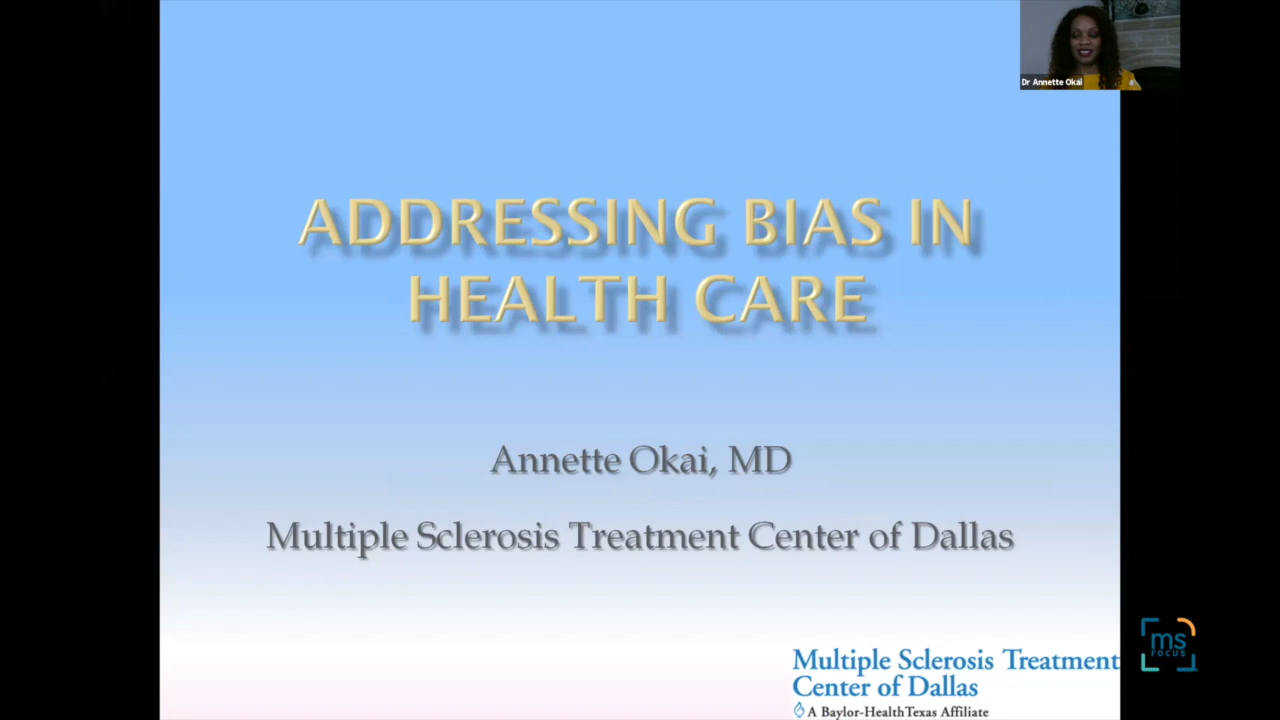 Dr Annette Okai
ADDRESSING BIAS IN
HEALTH CARE
Annette Okai, MD
Multiple Sclerosis Treatment Center of Dallas
Multiple Sclerosis Treatment
Center of Dallas
A Baylor-HealthTexas Affiliate
ms
FOCUS